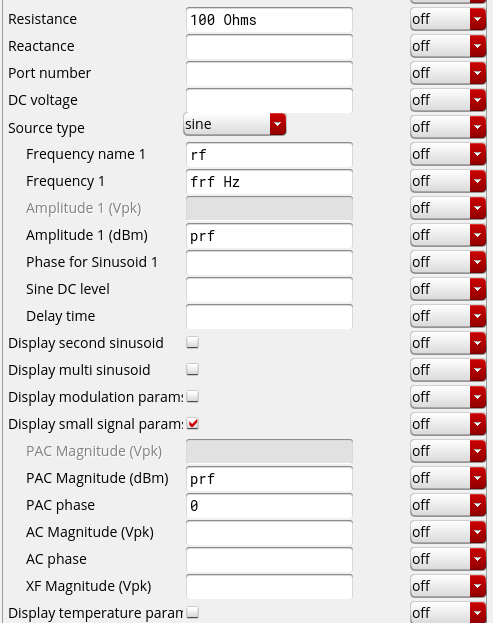 Resistance 100 Ohms off
Reactance off
Port number off
DC voltage off
Source type sine off
Frequency name 1 rf off
Frequency 1 frf Hz off
Amplitude 1 (Vpk) off
Amplitude 1 (dBm) prf off
Phase for Sinusoid 1 off
Sine DC level off
Delay time off
Display second sinusoid off
Display multi sinusoid off
Display modulation params off
Display small signal params off
PAC Magnitude (Vpk) off
PAC Magnitude (dBm) prf off
PAC phase 0 off
AC Magnitude (Vpk) off
AC phase off
XF Magnitude (Vpk) off
Display temperature param off